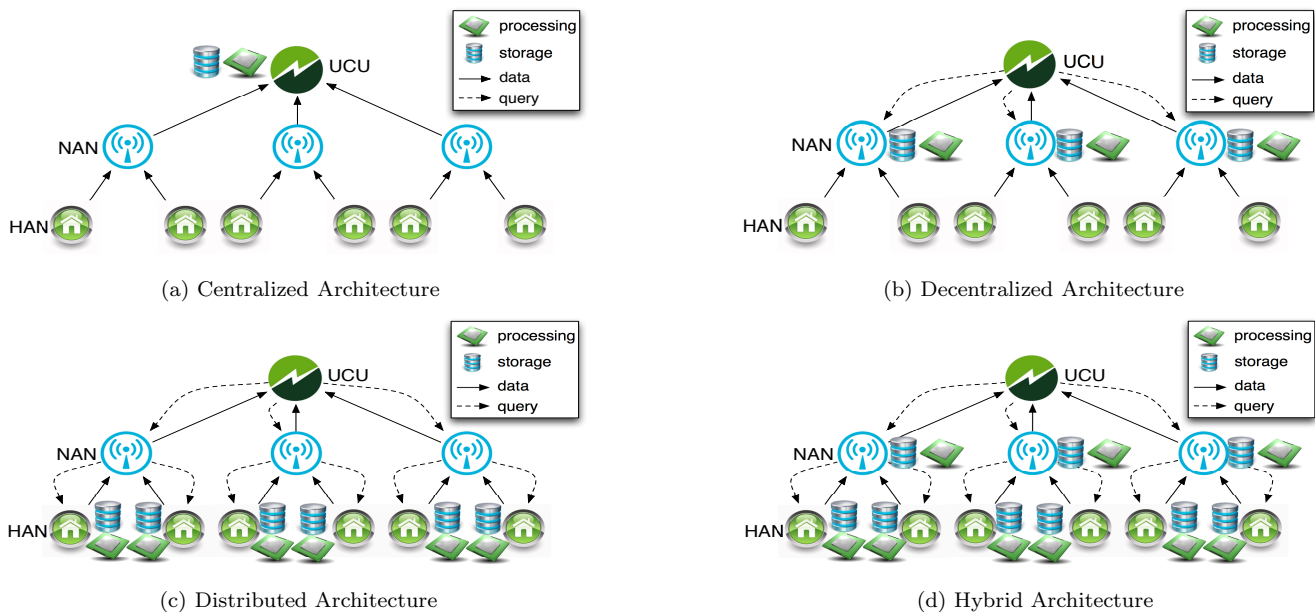 processing
storage
data
query
UCU
NAN
HAN
(a) Centralized Architecture
processing
storage
data
query
UCU
NAN
HAN
(b) Decentralized Architecture
processing
storage
data
query
UCU
NAN
HAN
(c) Distributed Architecture
processing
storage
data
query
UCU
NAN
HAN
(d) Hybrid Architecture